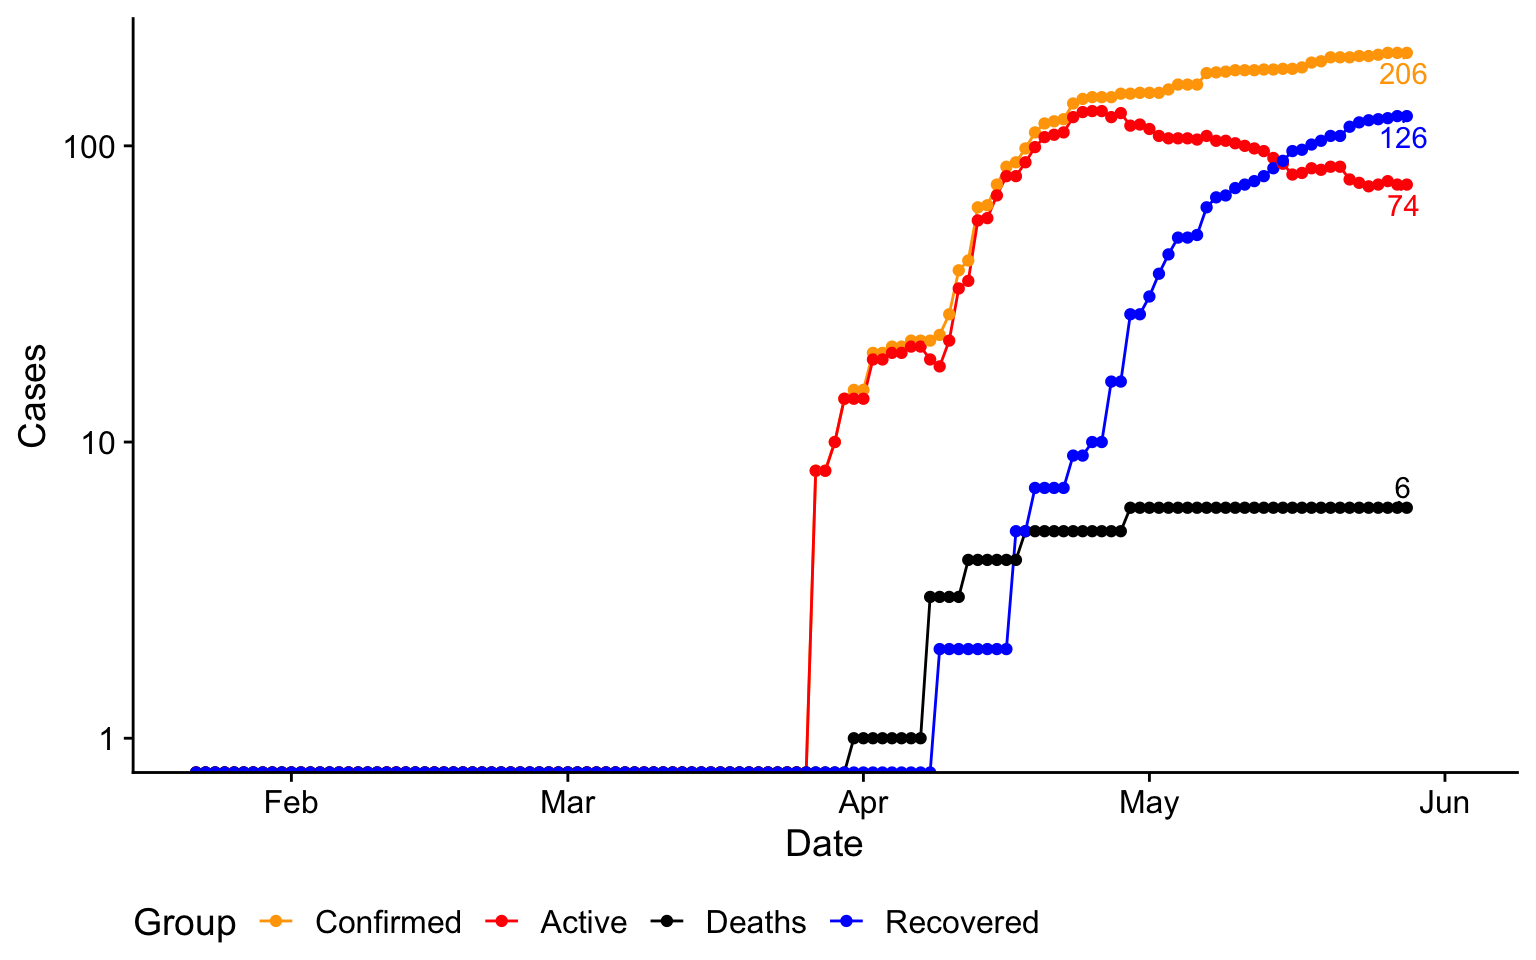 206
100
126
74
10
6
1
Cases
Feb Mar Apr May Jun
Date
Group Confirmed Active Deaths Recovered